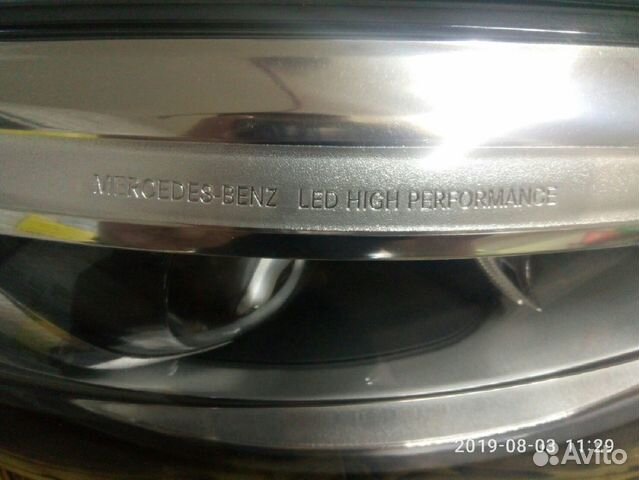 MERCEDES-BENZ LED HIGH PERFORMANCE
2019-08-03 11:29
Avito